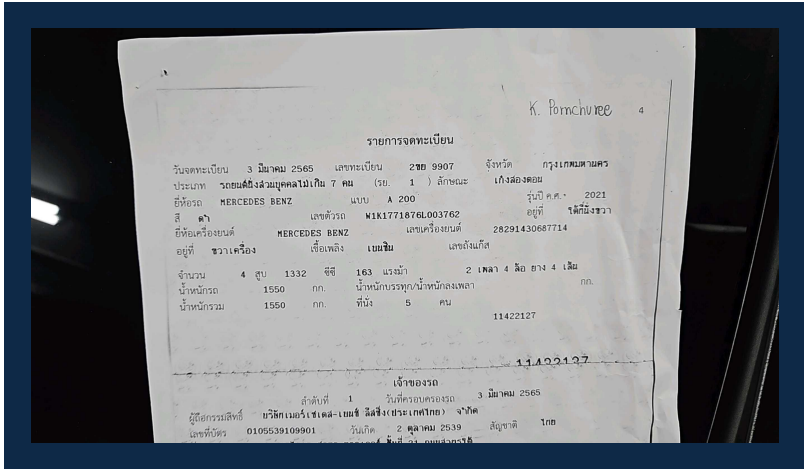 K. Pornchuree 4
รายการจดทะเบียน
วันจดทะเบียน 3 มีนาคม 2565 เลขทะเบียน 2ขย 9907 จังหวัด กรุงเทพมหานคร
ประเภท รถยนต์นั่งส่วนบุคคลไม่เกิน 7 คน (รย. 1 ) ลักษณะ เก๋งสองตอน
ยี่ห้อรถ MERCEDES BENZ แบบ A 200 รุ่นปี ค.ศ. 2021
สี ดำ เลขตัวรถ W1K1771876L003762 อยู่ที่ ใต้ที่นั่งขวา
ยี่ห้อเครื่องยนต์ MERCEDES BENZ เลขเครื่องยนต์ 28291430687714
อยู่ที่ ขวาเครื่อง เชื้อเพลิง เบนซิน เลขถังแก๊ส
จำนวน 4 สูบ 1332 ซีซี 163 แรงม้า 2 เพลา 4 ล้อ ยาง 4 เส้น
น้ำหนักรถ 1550 กก. น้ำหนักบรรทุก/น้ำหนักลงเพลา กก.
น้ำหนักรวม 1550 กก. ที่นั่ง 5 คน
11422127
11422127
เจ้าของรถ
ลำดับที่ 1 วันที่ครอบครองรถ 3 มีนาคม 2565
ผู้ถือกรรมสิทธิ์ บริษัทเมอร์เซเดส-เบนซ์ ลีสซิ่ง(ประเทศไทย) จำกัด
เลขที่บัตร 0105539109901 วันเกิด 2 ตุลาคม 2539 สัญชาติ ไทย